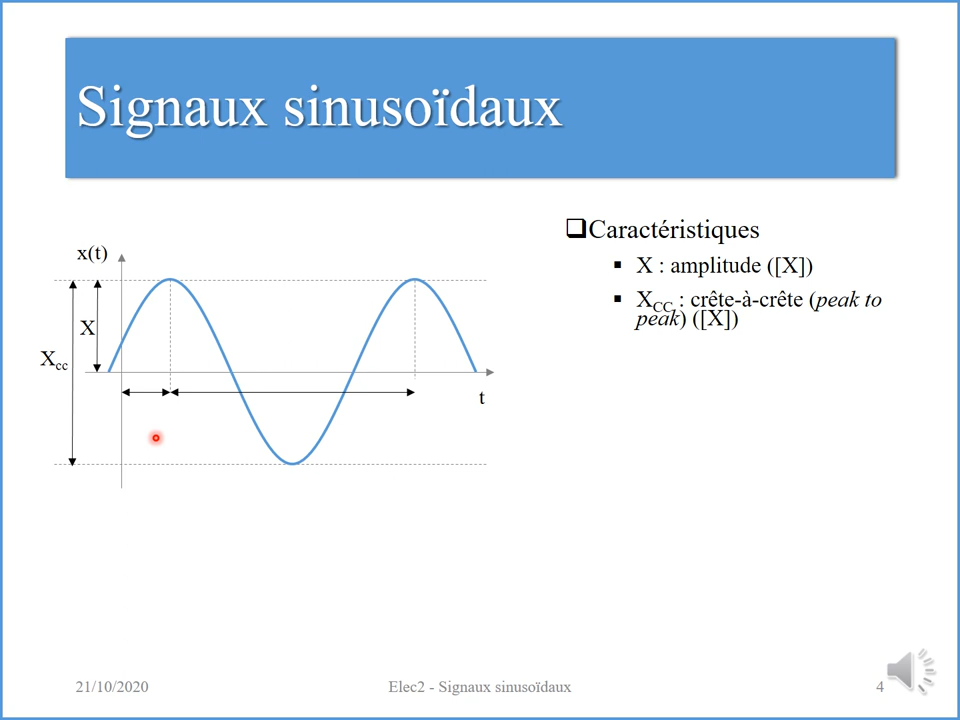 Signaux sinusoïdaux
x(t)
X
Xcc
t
❑Caractéristiques
▪ X : amplitude ([X])
▪ XCC : crête-à-crête (peak to
peak) ([X])
21/10/2020
Elec2 - Signaux sinusoïdaux
4